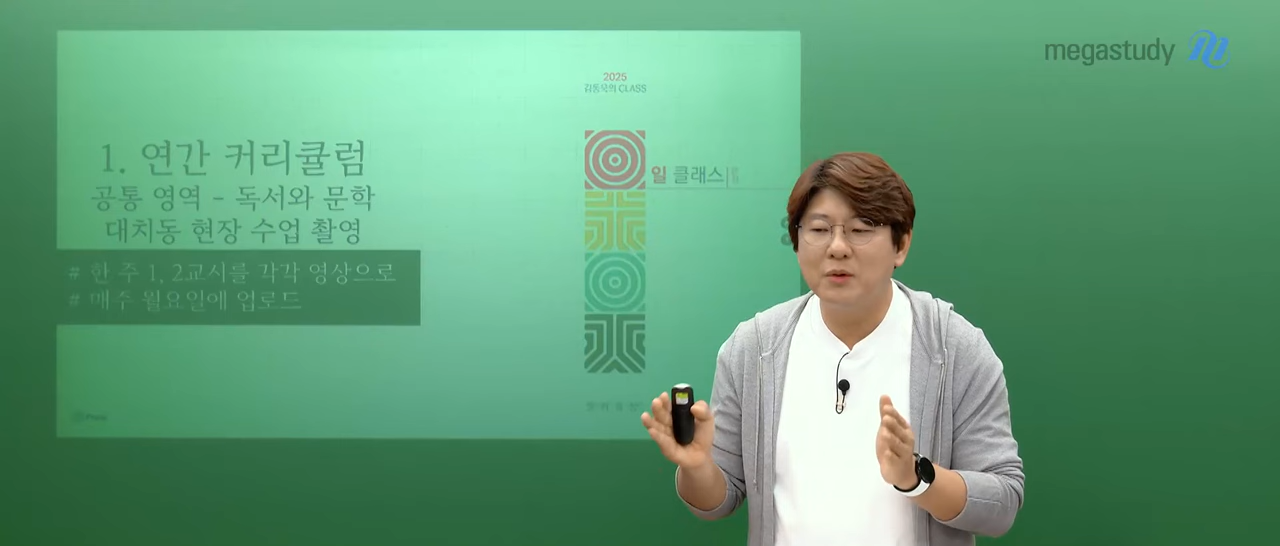 megastudy
2025
김동욱의 CLASS
1. 연간 커리큘럼
공통 영역 - 독서와 문학
대치동 현장 수업 촬영
# 한 주 1, 2교시를 각각 영상으로
# 매주 월요일에 업로드
일 클래스